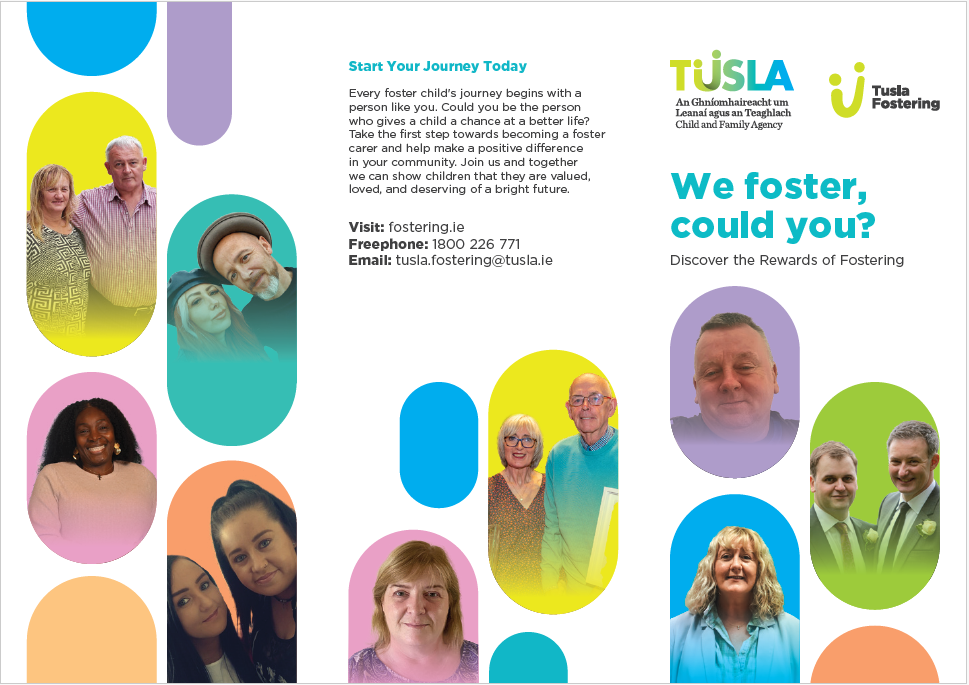 Start Your Journey Today
Every foster child's journey begins with a
person like you. Could you be the person
who gives a child a chance at a better life?
Take the first step towards becoming a foster
carer and help make a positive difference
in your community. Join us and together
we can show children that they are valued,
loved, and deserving of a bright future.
Visit: fostering.ie
Freephone: 1800 226 771
Email: tusla.fostering@tusla.ie
TUSLA
An Ghníomhaireacht um
Leanaí agus an Teaghlach
Child and Family Agency
Tusla
Fostering
We foster,
could you?
Discover the Rewards of Fostering